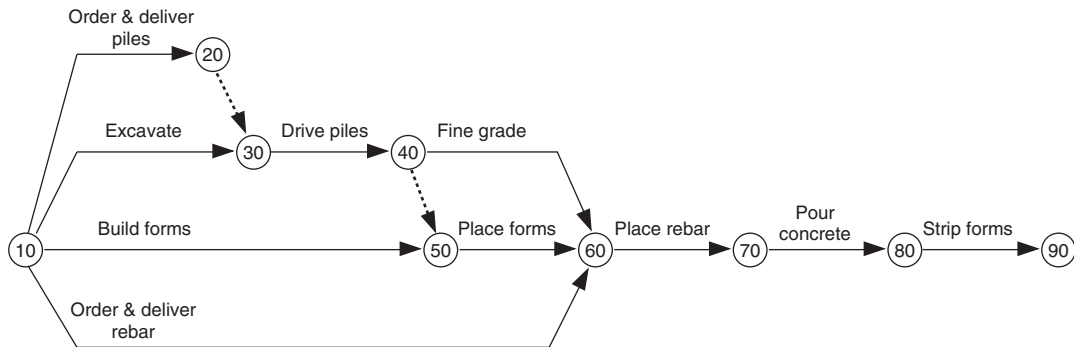 Order & deliver
piles
20
Excavate
30
Drive piles
40
Fine grade
10
Build forms
50
Place forms
60
Place rebar
70
Pour
concrete
80
Strip forms
90
Order & deliver
rebar